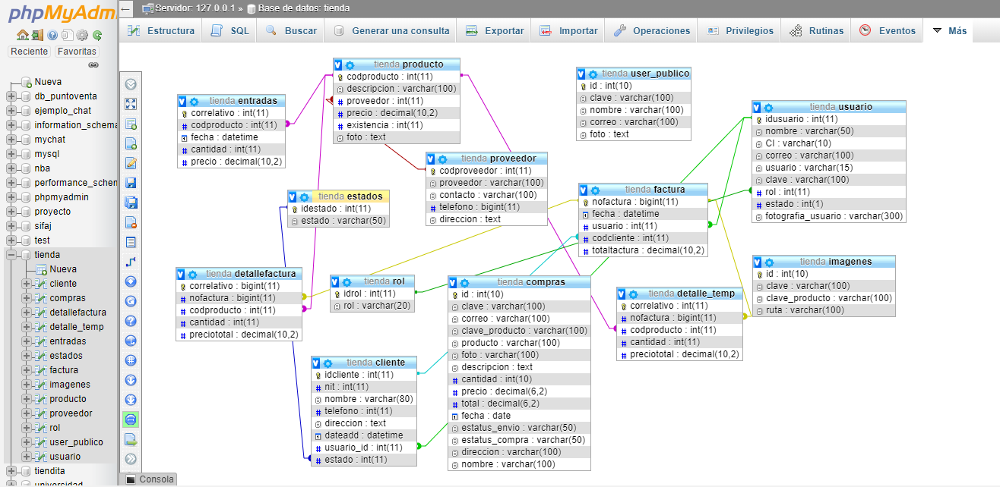 phpMyAdm
Servidor: 127.0.0.1 » Base de datos: tienda
Estructura SQL Buscar Generar una consulta Exportar Importar Operaciones Privilegios Rutinas Eventos Más
Reciente Favoritas
Nueva
db_puntoventa
ejemplo_chat
information_schema
mychat
mysql
nba
performance_schem
phpmyadmin
proyecto
sifaj
test
tienda
Nueva
cliente
compras
detallefactura
detalle_temp
entradas
estados
factura
imagenes
producto
proveedor
rol
user_publico
usuario
tiendita
universidad
tienda entradas
correlativo : int(11)
codproducto : int(11)
fecha : datetime
cantidad : int(11)
precio : decimal(10,2)
tienda producto
codproducto : int(11)
descripcion : varchar(100)
proveedor : int(11)
precio : decimal(10,2)
existencia : int(11)
foto : text
tienda user_publico
id : int(10)
clave : varchar(100)
nombre : varchar(100)
correo : varchar(100)
foto : text
tienda usuario
idusuario : int(11)
nombre : varchar(50)
CI : varchar(10)
correo : varchar(100)
usuario : varchar(15)
clave : varchar(100)
rol : int(11)
estado : int(1)
fotografia_usuario : varchar(300)
tienda proveedor
codproveedor : int(11)
proveedor : varchar(100)
contacto : varchar(100)
telefono : bigint(11)
direccion : text
tienda estados
idestado : int(11)
estado : varchar(50)
tienda factura
nofactura : bigint(11)
fecha : datetime
usuario : int(11)
codcliente : int(11)
totaltactura : decimal(10,2)
tienda detallefactura
correlativo : bigint(11)
nofactura : bigint(11)
codproducto : int(11)
cantidad : int(11)
preciototal : decimal(10,2)
tienda rol
idrol : int(11)
rol : varchar(20)
tienda compras
id : int(10)
clave : varchar(100)
correo : varchar(100)
clave_producto : varchar(100)
producto : varchar(100)
foto : varchar(100)
descripcion : text
cantidad : int(10)
precio : decimal(6,2)
total : decimal(6,2)
fecha : date
estatus_envio : varchar(50)
estatus_compra : varchar(50)
direccion : varchar(100)
nombre : varchar(100)
tienda imagenes
id : int(10)
clave : varchar(100)
clave_producto : varchar(100)
ruta : varchar(100)
tienda detalle_temp
correlativo : int(11)
nofactura : bigint(11)
codproducto : int(11)
cantidad : int(11)
preciototal : decimal(10,2)
tienda cliente
idcliente : int(11)
nit : int(11)
nombre : varchar(80)
telefono : int(11)
direccion : text
dateadd : datetime
usuario_id : int(11)
estado : int(11)
Consola